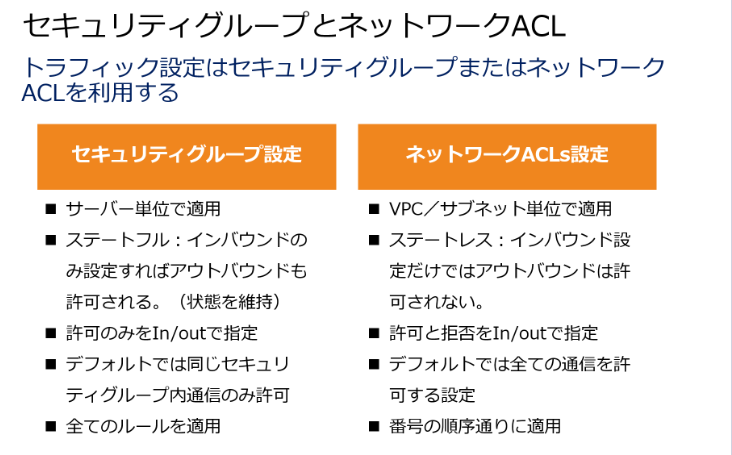 セキュリティグループとネットワークACL
トラフィック設定はセキュリティグループまたはネットワーク
ACLを利用する
セキュリティグループ設定
■ サーバー単位で適用
■ ステートフル：インバウンドの
み設定すればアウトバウンドも
許可される。（状態を維持）
■ 許可のみをIn/outで指定
■ デフォルトでは同じセキュリ
ティグループ内通信のみ許可
■ 全てのルールを適用
ネットワークACLs設定
■ VPC／サブネット単位で適用
■ ステートレス：インバウンド設
定だけではアウトバウンドは許
可されない。
■ 許可と拒否をIn/outで指定
■ デフォルトでは全ての通信を許
可する設定
■ 番号の順序通りに適用